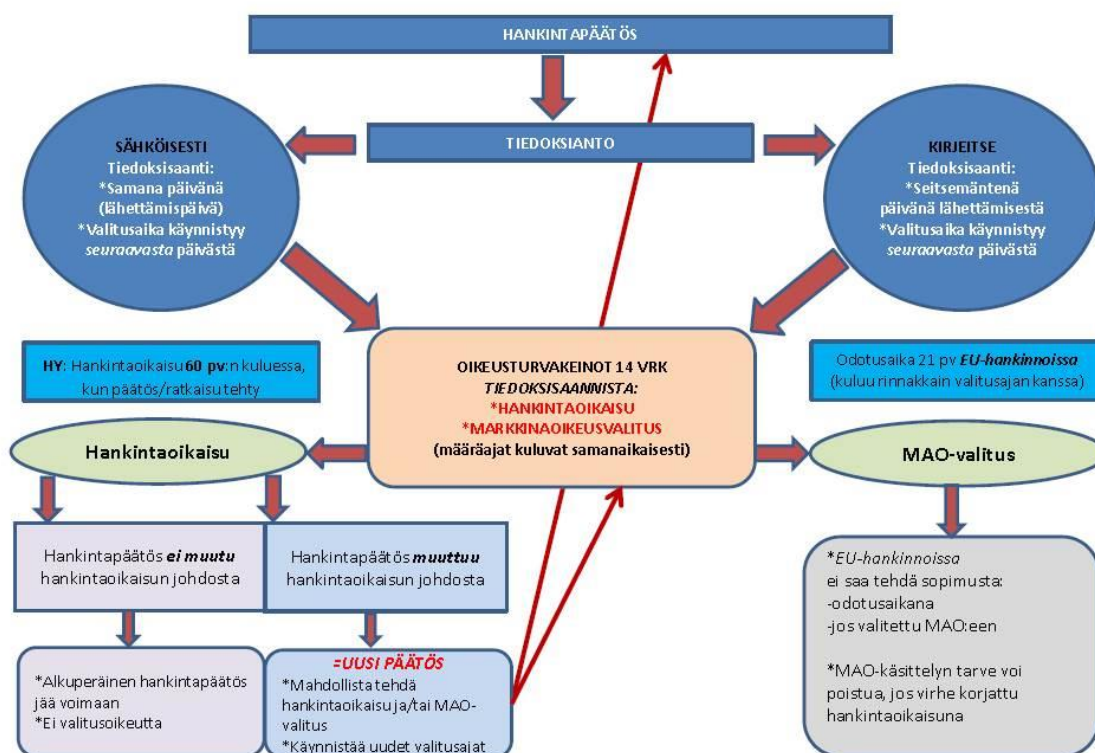 HANKINTAPÄÄTÖS
TIEDOKSIANTO
SÄHKÖISESTI
Tiedoksisaanti:
*Samana päivänä
(lähettämispäivä)
*Valitusaika käynnistyy
seuraavasta päivästä
KIRJEITSE
Tiedoksisaanti:
*Seitsemäntenä
päivänä lähettämisestä
*Valitusaika käynnistyy
seuraavasta päivästä
HY: Hankintaoikaisu 60 pv:n kuluessa,
kun päätös/ratkaisu tehty
OIKEUSTURVAKEINOT 14 VRK
TIEDOKSISAANNISTA:
*HANKINTAOIKAISU
*MARKKINAOIKEUSVALITUS
(määräajat kuluvat samanaikaisesti)
Odotusaika 21 pv EU-hankinnoissa
(kuluu rinnakkain valitusajan kanssa)
Hankintaoikaisu
MAO-valitus
Hankintapäätös ei muutu
hankintaoikaisun johdosta
Hankintapäätös muuttuu
hankintaoikaisun johdosta
*Alkuperäinen hankintapäätös
jää voimaan
*Ei valitusoikeutta
=UUSI PÄÄTÖS
*Mahdollista tehdä
hankintaoikaisu ja/tai MAO-
valitus
*Käynnistää uudet valitusajat
*EU-hankinnoissa
ei saa tehdä sopimusta:
-odotusaikana
-jos valitettu MAO:een
*MAO-käsittelyn tarve voi
poistua, jos virhe korjattu
hankintaoikaisuna